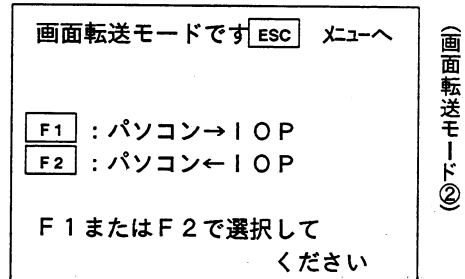 画面転送モードです ESC メニューへ
F1 :パソコン→IOP
F2 :パソコン←IOP
F1またはF2で選択して
ください
(画面転送モード②)